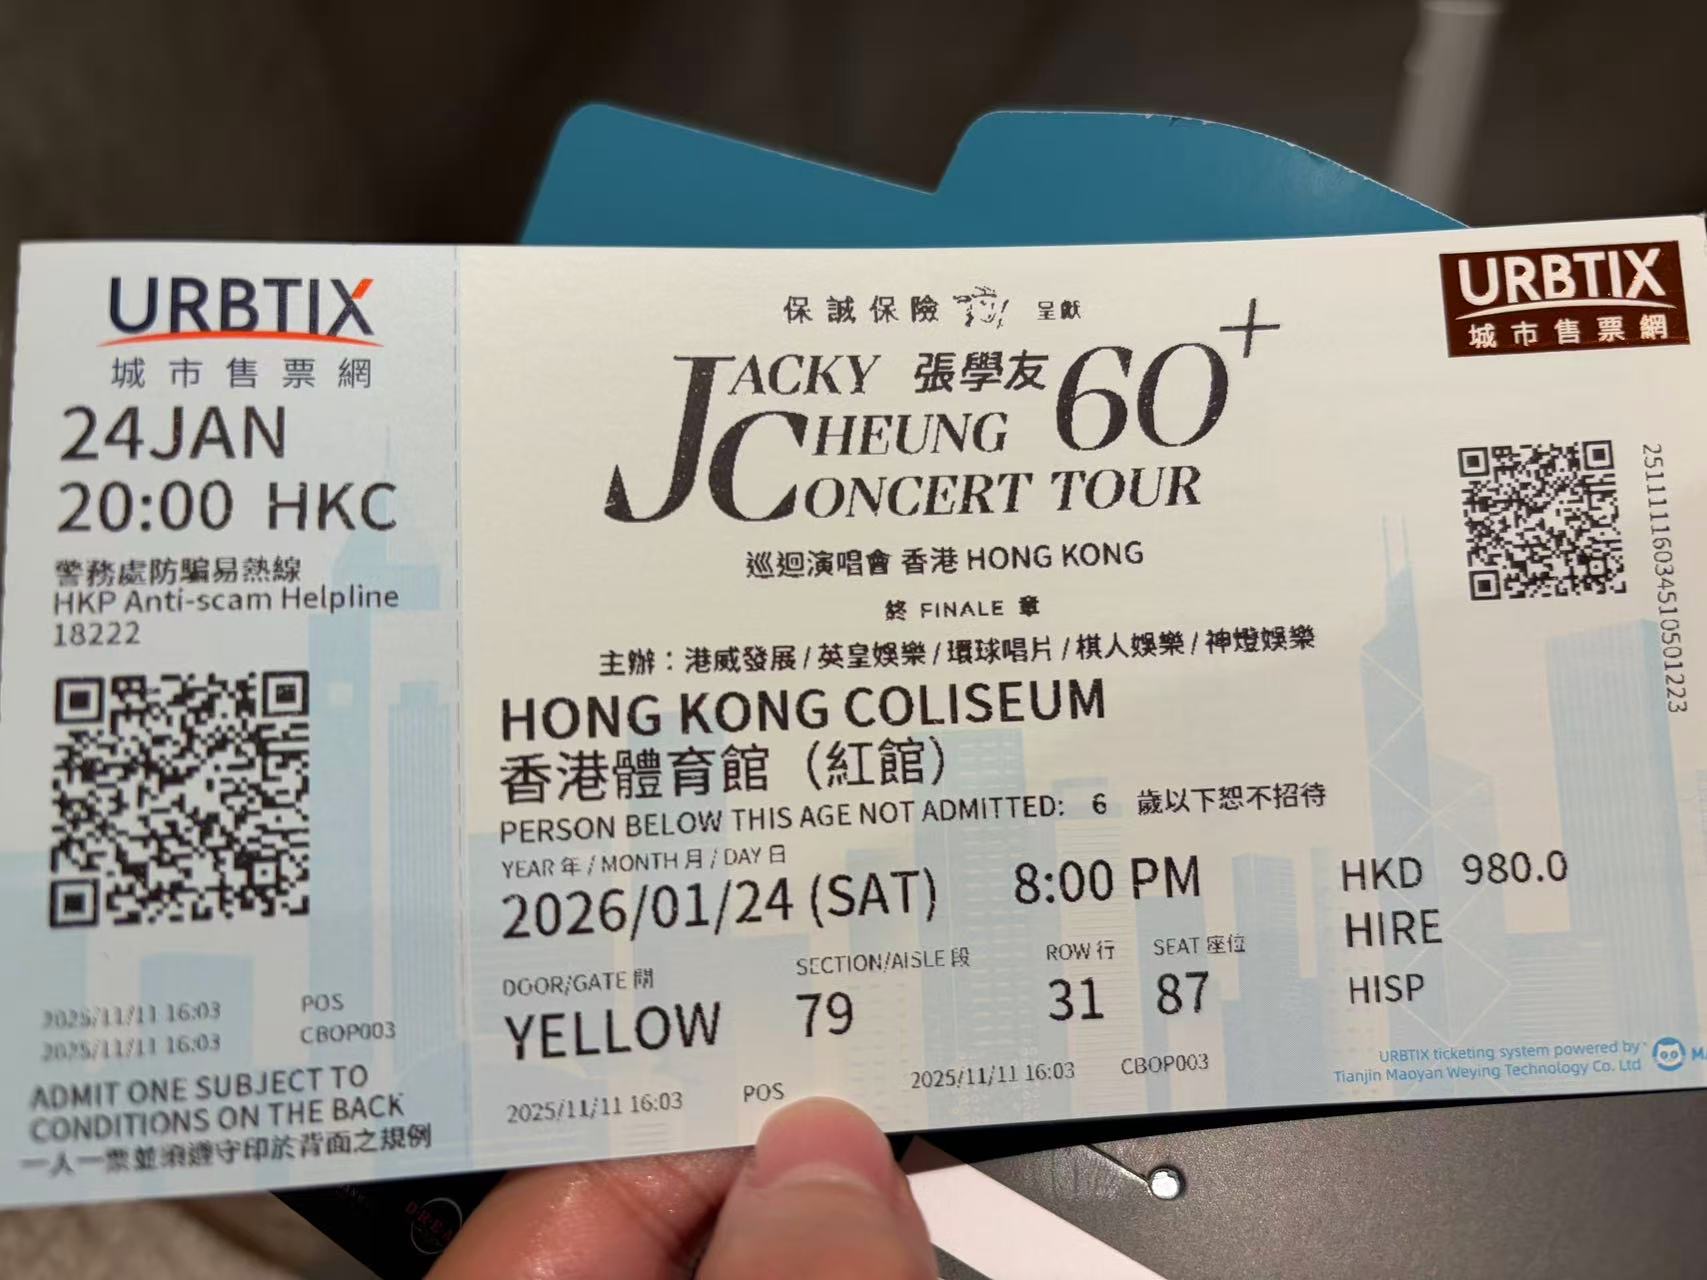 URBTIX
城市售票網
24JAN
20:00 HKC
警務處防騙易熱線
HKP Anti-scam Helpline
18222
2025/11/11 16:03 POS
2025/11/11 16:03 CBOP003
ADMIT ONE SUBJECT TO
CONDITIONS ON THE BACK
一人一票並須遵守印於背面之規例
保誠保險 呈獻
JACKY 張學友 60+
CHEUNG
CONCERT TOUR
巡迴演唱會 香港 HONG KONG
終 FINALE 章
主辦：港威發展/英皇娛樂/環球唱片/棋人娛樂/神燈娛樂
HONG KONG COLISEUM
香港體育館（紅館）
PERSON BELOW THIS AGE NOT ADMITTED: 6 歲以下恕不招待
YEAR 年 / MONTH 月 / DAY 日
2026/01/24 (SAT) 8:00 PM
DOOR/GATE 閘 SECTION/AISLE 段 ROW 行 SEAT 座位
YELLOW 79 31 87
2025/11/11 16:03 POS 2025/11/11 16:03 CBOP003
URBTIX
城市售票網
2511111603451050122​3
HKD 980.0
HIRE
HISP
URBTIX ticketing system powered by
Tianjin Maoyan Weying Technology Co. Ltd